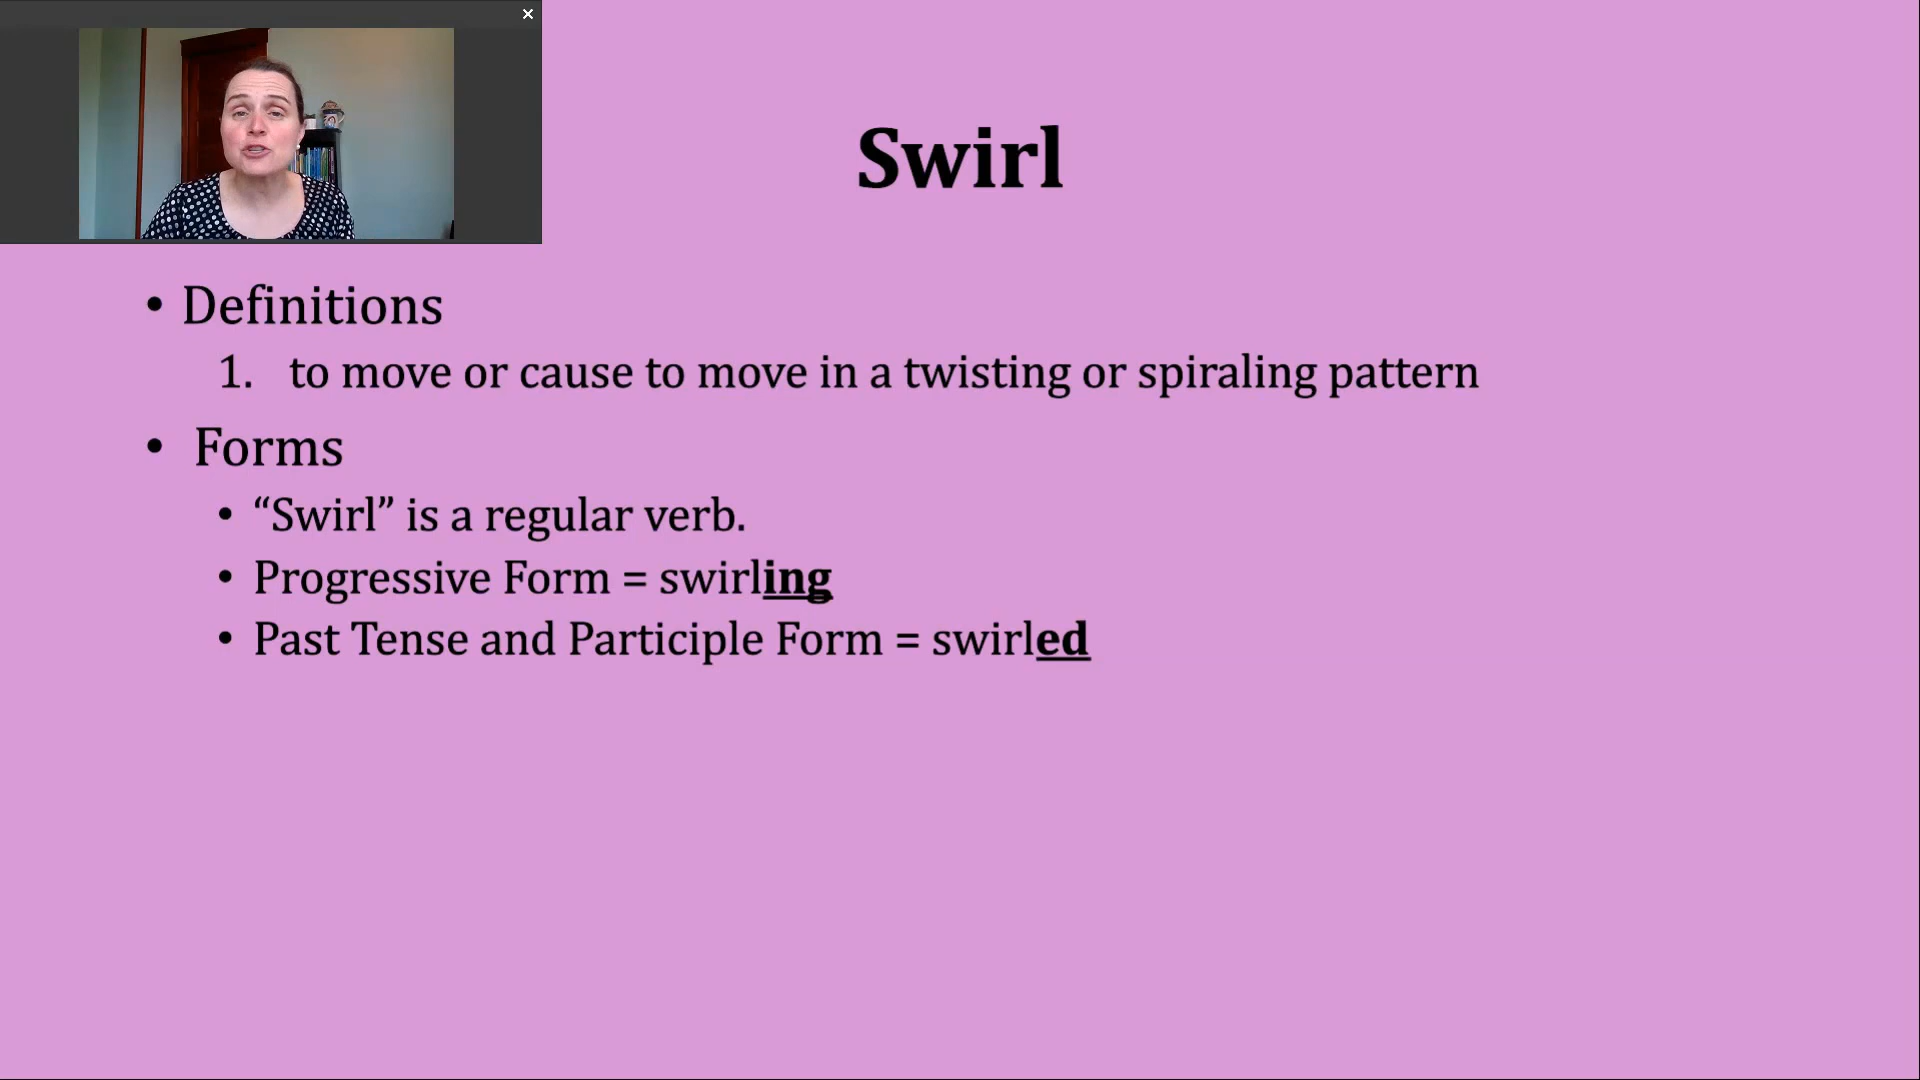 Swirl
• Definitions
1. to move or cause to move in a twisting or spiraling pattern
• Forms
• “Swirl” is a regular verb.
• Progressive Form = swirling
• Past Tense and Participle Form = swirled